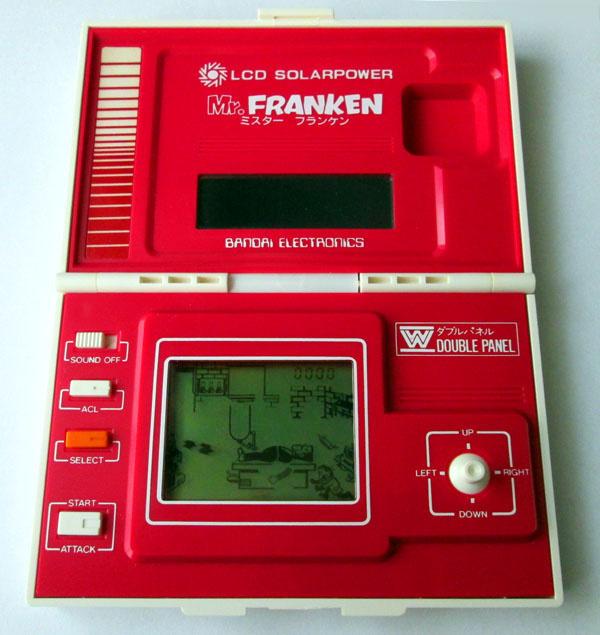 LCD SOLARPOWER
Mr. FRANKEN
ミスター フランケン
BANDAI ELECTRONICS
W
ダブルパネル
DOUBLE PANEL
SOUND OFF
ACL
SELECT
START
ATTACK
0000
UP
LEFT
RIGHT
DOWN